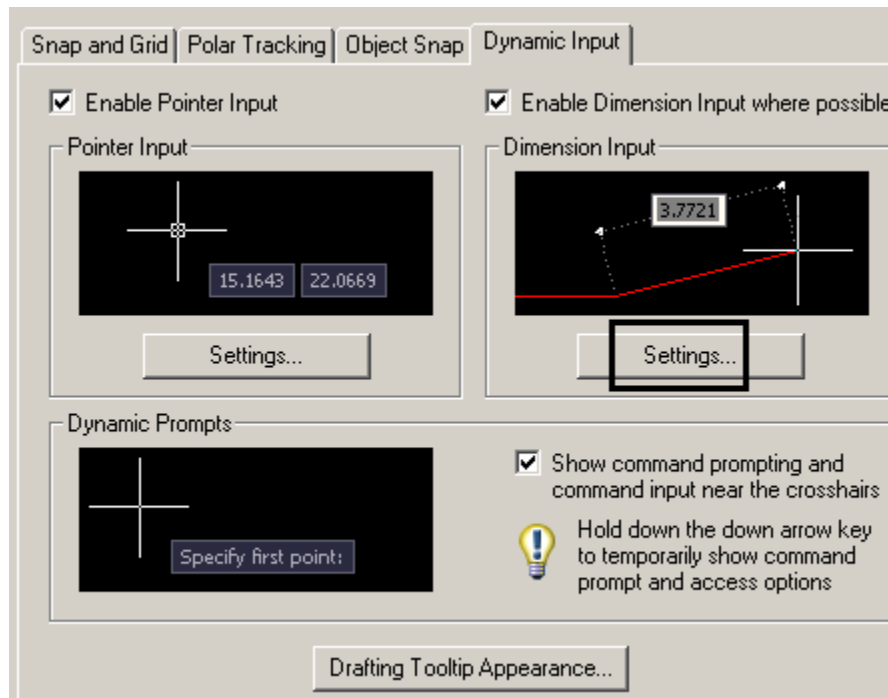 Snap and Grid
Polar Tracking
Object Snap
Dynamic Input
Enable Pointer Input
Enable Dimension Input where possible
Pointer Input
15.1643 22.0669
Settings...
Dimension Input
3.7721
Settings...
Dynamic Prompts
Specify first point:
Show command prompting and
command input near the crosshairs
Hold down the down arrow key
to temporarily show command
prompt and access options
Drafting Tooltip Appearance...